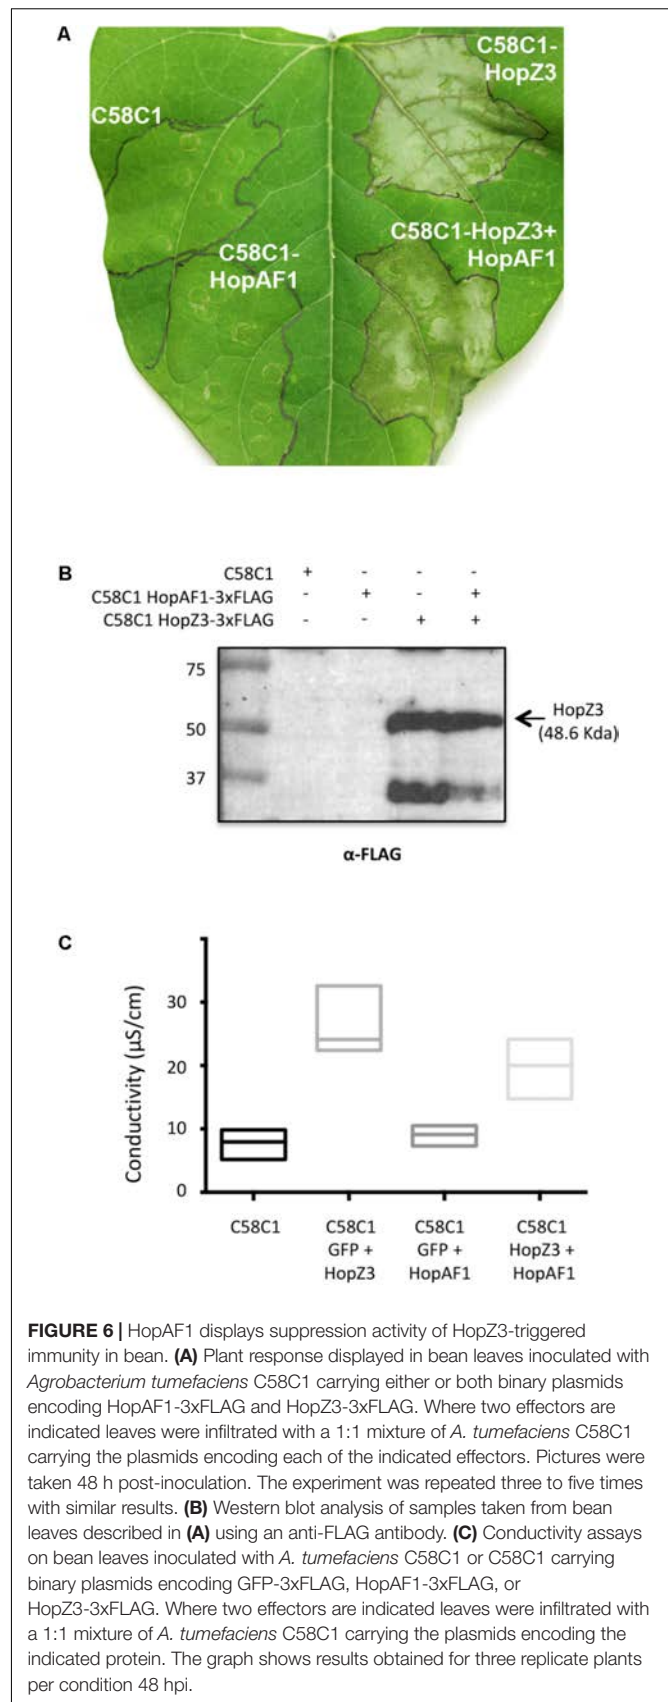 A
C58C1-
HopZ3
C58C1
C58C1-HopZ3+
HopAF1
C58C1-
HopAF1
B
C58C1 + - - -
C58C1 HopAF1-3xFLAG - + - +
C58C1 HopZ3-3xFLAG - - + +
75
50
37
HopZ3
(48.6 Kda)
α-FLAG
C
Conductivity (µS/cm)
30
20
10
0
C58C1
C58C1
GFP +
HopZ3
C58C1
GFP +
HopAF1
C58C1
HopZ3 +
HopAF1
FIGURE 6 | HopAF1 displays suppression activity of HopZ3-triggered
immunity in bean. (A) Plant response displayed in bean leaves inoculated with
Agrobacterium tumefaciens C58C1 carrying either or both binary plasmids
encoding HopAF1-3xFLAG and HopZ3-3xFLAG. Where two effectors are
indicated leaves were infiltrated with a 1:1 mixture of A. tumefaciens C58C1
carrying the plasmids encoding each of the indicated effectors. Pictures were
taken 48 h post-inoculation. The experiment was repeated three to five times
with similar results. (B) Western blot analysis of samples taken from bean
leaves described in (A) using an anti-FLAG antibody. (C) Conductivity assays
on bean leaves inoculated with A. tumefaciens C58C1 or C58C1 carrying
binary plasmids encoding GFP-3xFLAG, HopAF1-3xFLAG, or
HopZ3-3xFLAG. Where two effectors are indicated leaves were infiltrated with
a 1:1 mixture of A. tumefaciens C58C1 carrying the plasmids encoding the
indicated protein. The graph shows results obtained for three replicate plants
per condition 48 hpi.